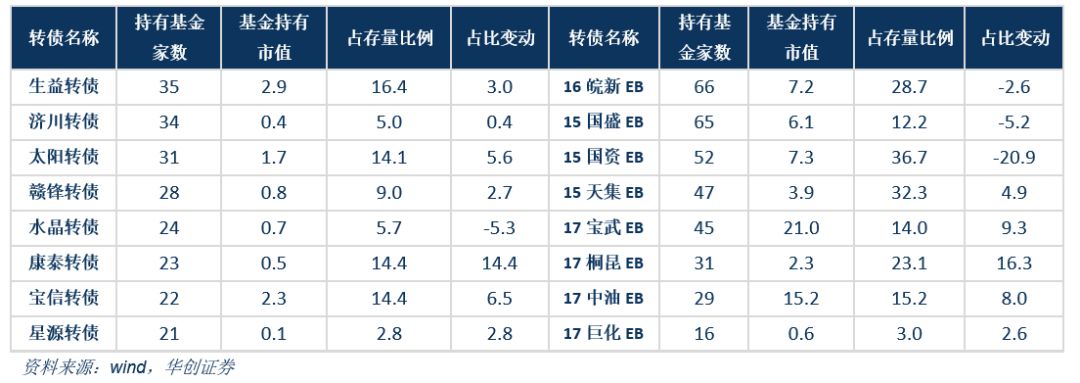 转债名称 持有基金家数 基金持有市值 占存量比例 占比变动 转债名称 持有基金家数 基金持有市值 占存量比例 占比变动
生益转债 35 2.9 16.4 3.0 16 皖新 EB 66 7.2 28.7 -2.6
济川转债 34 0.4 5.0 0.4 15 国盛 EB 65 6.1 12.2 -5.2
太阳转债 31 1.7 14.1 5.6 15 国资 EB 52 7.3 36.7 -20.9
赣锋转债 28 0.8 9.0 2.7 15 天集 EB 47 3.9 32.3 4.9
水晶转债 24 0.7 5.7 -5.3 17 宝武 EB 45 21.0 14.0 9.3
康泰转债 23 0.5 14.4 14.4 17 桐昆 EB 31 2.3 23.1 16.3
宝信转债 22 2.3 14.4 6.5 17 中油 EB 29 15.2 15.2 8.0
星源转债 21 0.1 2.8 2.8 17 巨化 EB 16 0.6 3.0 2.6
资料来源：wind，华创证券